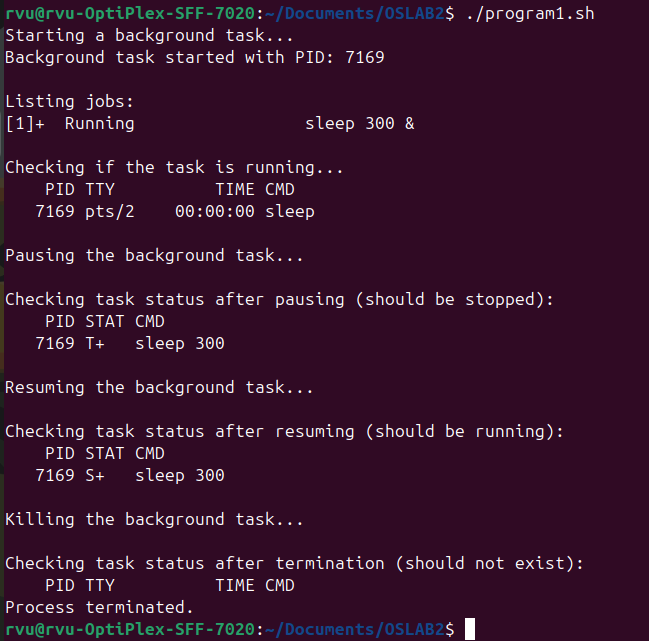 rvu@rvu-OptiPlex-SFF-7020:~/Documents/OSLAB2$ ./program1.sh
Starting a background task...
Background task started with PID: 7169
Listing jobs:
[1]+  Running                 sleep 300 &
Checking if the task is running...
    PID TTY          TIME CMD
   7169 pts/2    00:00:00 sleep
Pausing the background task...
Checking task status after pausing (should be stopped):
    PID STAT CMD
   7169 T+   sleep 300
Resuming the background task...
Checking task status after resuming (should be running):
    PID STAT CMD
   7169 S+   sleep 300
Killing the background task...
Checking task status after termination (should not exist):
    PID TTY          TIME CMD
Process terminated.
rvu@rvu-OptiPlex-SFF-7020:~/Documents/OSLAB2$